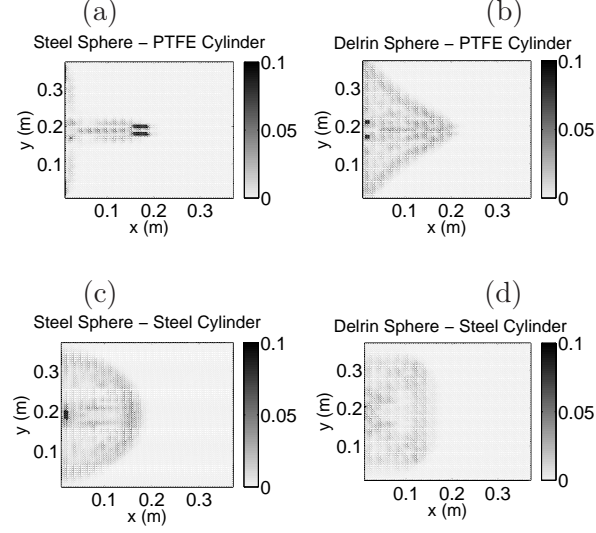 (a)
(b)
Steel Sphere − PTFE Cylinder
Delrin Sphere − PTFE Cylinder
0.3
0.2
0.1
y (m)
0.1 0.2 0.3
x (m)
0.1
0.05
0
0.3
0.2
0.1
y (m)
0.1 0.2 0.3
x (m)
0.1
0.05
0
(c)
(d)
Steel Sphere − Steel Cylinder
Delrin Sphere − Steel Cylinder
0.3
0.2
0.1
y (m)
0.1 0.2 0.3
x (m)
0.1
0.05
0
0.3
0.2
0.1
y (m)
0.1 0.2 0.3
x (m)
0.1
0.05
0